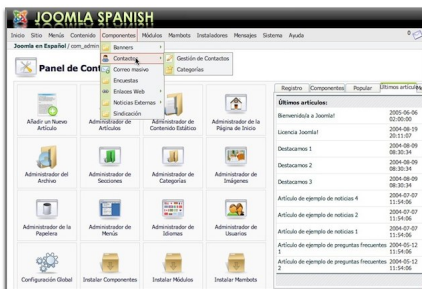 JOOMLA SPANISH
Inicio Sitio Menús Contenido Componentes Módulos Mambots Instaladores Mensajes Sistema Ayuda
Joomla en Español / com_admin
Banners
Contactos
Gestión de Contactos
Correo masivo
Categorías
Encuestas
Enlaces Web
Noticias Externas
Sindicación
Panel de Cont
Registro Componentes Popular Últimos artículos
Añadir un Nuevo Artículo
Administrador de Artículos
Administrador de Contenido Estático
Administrador de la Página de Inicio
Administrador del Archivo
Administrador de Secciones
Administrador de Categorías
Administrador de Imágenes
Administrador de la Papelera
Administrador de Menús
Administrador de Idiomas
Administrador de Usuarios
Configuración Global
Instalar Componentes
Instalar Módulos
Instalar Mambots
Últimos artículos:
Bienvenido/a a Joomla! 2005-06-06 02:00:00
Licencia Joomla! 2004-08-19 20:11:07
Destacamos 1 2004-08-09 08:30:34
Destacamos 2 2004-08-09 08:30:34
Destacamos 3 2004-08-09 08:30:34
Artículo de ejemplo de noticias 4 2004-07-07 11:54:06
Artículo de ejemplo de noticias 2 2004-07-07 11:54:06
Artículo de ejemplo de noticias 1 2004-07-07 11:54:06
Artículo de ejemplo de preguntas frecuentes 1 2004-05-12 11:54:06
Artículo de ejemplo de preguntas frecuentes 2 2004-05-12 11:54:06